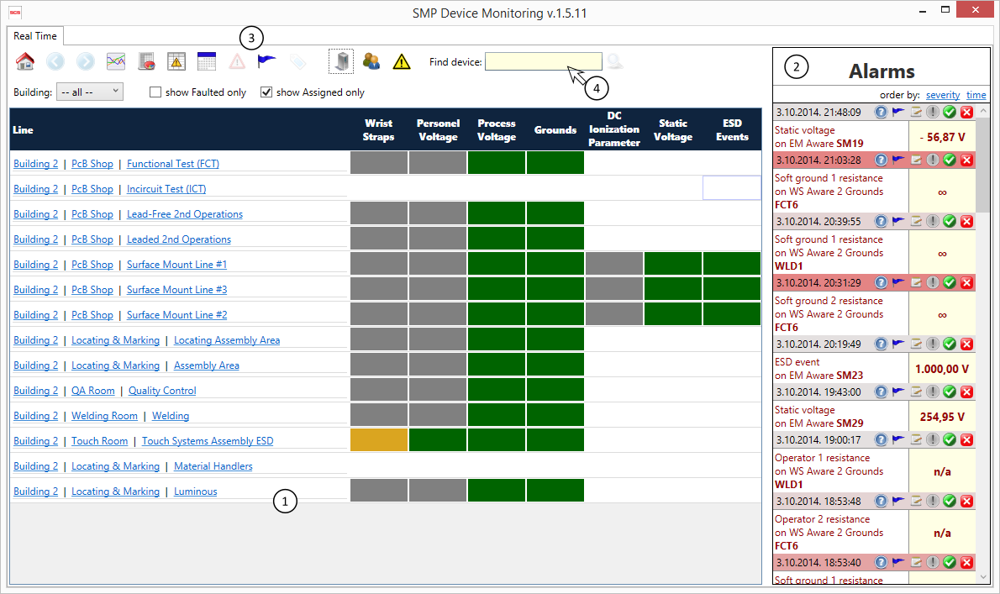 SCS
SMP Device Monitoring v.1.5.11
Real Time
3
Find device:
4
Building: -- all -- show Faulted only show Assigned only
Line Wrist Straps Personel Voltage Process Voltage Grounds DC Ionization Parameter Static Voltage ESD Events
Building 2 | PcB Shop | Functional Test (FCT)
Building 2 | PcB Shop | Incircuit Test (ICT)
Building 2 | PcB Shop | Lead-Free 2nd Operations
Building 2 | PcB Shop | Leaded 2nd Operations
Building 2 | PcB Shop | Surface Mount Line #1
Building 2 | PcB Shop | Surface Mount Line #3
Building 2 | PcB Shop | Surface Mount Line #2
Building 2 | Locating & Marking | Locating Assembly Area
Building 2 | Locating & Marking | Assembly Area
Building 2 | QA Room | Quality Control
Building 2 | Welding Room | Welding
Building 2 | Touch Room | Touch Systems Assembly ESD
Building 2 | Locating & Marking | Material Handlers
Building 2 | Locating & Marking | Luminous
1
2
Alarms
order by: severity time
3.10.2014. 21:48:09
Static voltage
on EM Aware SM19
- 56,87 V
3.10.2014. 21:03:28
Soft ground 1 resistance
on WS Aware 2 Grounds
FCT6
∞
3.10.2014. 20:39:55
Soft ground 1 resistance
on WS Aware 2 Grounds
WLD1
∞
3.10.2014. 20:31:29
Soft ground 2 resistance
on WS Aware 2 Grounds
FCT6
∞
3.10.2014. 20:19:49
ESD event
on EM Aware SM23
1.000,00 V
3.10.2014. 19:43:00
Static voltage
on EM Aware SM29
254,95 V
3.10.2014. 19:00:17
Operator 1 resistance
on WS Aware 2 Grounds
WLD1
n/a
3.10.2014. 18:53:48
Operator 2 resistance
on WS Aware 2 Grounds
FCT6
n/a
3.10.2014. 18:53:40
Soft ground 1 resistance